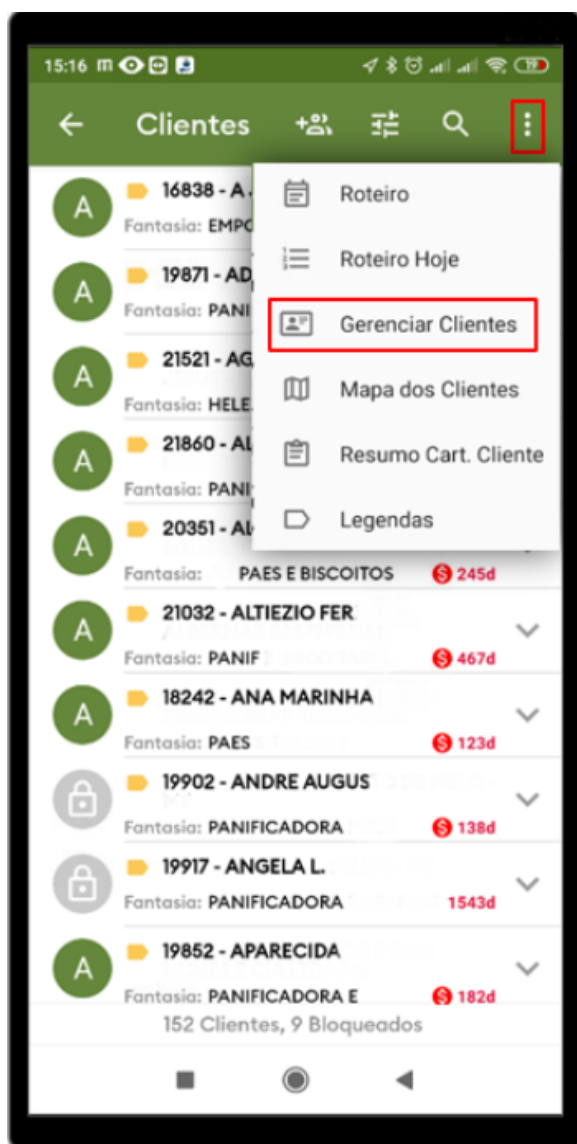 15:16 m
19
Clientes
Roteiro
Roteiro Hoje
Gerenciar Clientes
Mapa dos Clientes
Resumo Cart. Cliente
Legendas
A
16838 - A
Fantasia: EMPO
A
19871 - AD
Fantasia: PANI
A
21521 - AG
Fantasia: HELE
A
21860 - AL
Fantasia: PANI
A
20351 - AL
Fantasia: PAES E BISCOITOS $ 245d
A
21032 - ALTIEZIO FER
Fantasia: PANIF $ 467d
A
18242 - ANA MARINHA
Fantasia: PAES $ 123d
19902 - ANDRE AUGUS
Fantasia: PANIFICADORA $ 138d
19917 - ANGELA L.
Fantasia: PANIFICADORA 1543d
A
19852 - APARECIDA
Fantasia: PANIFICADORA E $ 182d
152 Clientes, 9 Bloqueados